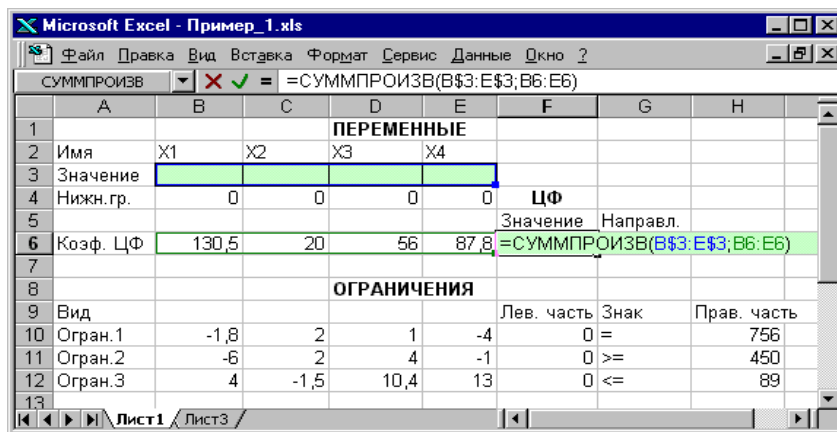 Microsoft Excel - Пример_1.xls
Файл Правка Вид Вставка Формат Сервис Данные Окно ?
СУММПРОИЗВ = =СУММПРОИЗВ(B$3:E$3;B6:E6)
A B C D E F G H
1 ПЕРЕМЕННЫЕ
2 Имя X1 X2 X3 X4
3 Значение
4 Нижн.гр. 0 0 0 0 ЦФ
5 Значение Направл.
6 Коэф. ЦФ 130,5 20 56 87,8 =СУММПРОИЗВ(B$3:E$3;B6:E6)
7
8 ОГРАНИЧЕНИЯ
9 Вид Лев. часть Знак Прав. часть
10 Огран.1 -1,8 2 1 -4 0 = 756
11 Огран.2 -6 2 4 -1 0 >= 450
12 Огран.3 4 -1,5 10,4 13 0 <= 89
13
Лист1 Лист3